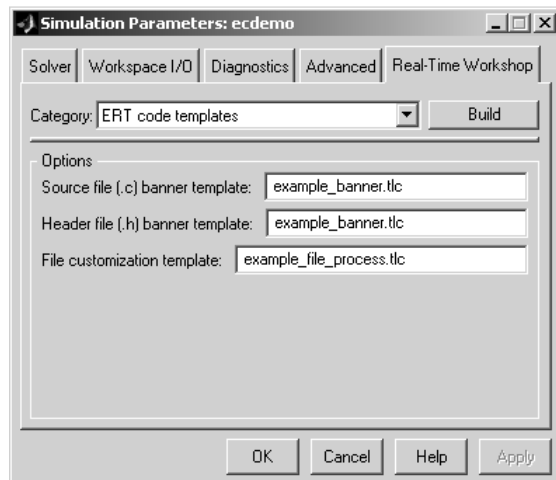 Simulation Parameters: ecdemo
Solver Workspace I/O Diagnostics Advanced Real-Time Workshop
Category: ERT code templates Build
Options
Source file (.c) banner template: example_banner.tlc
Header file (.h) banner template: example_banner.tlc
File customization template: example_file_process.tlc
OK Cancel Help Apply